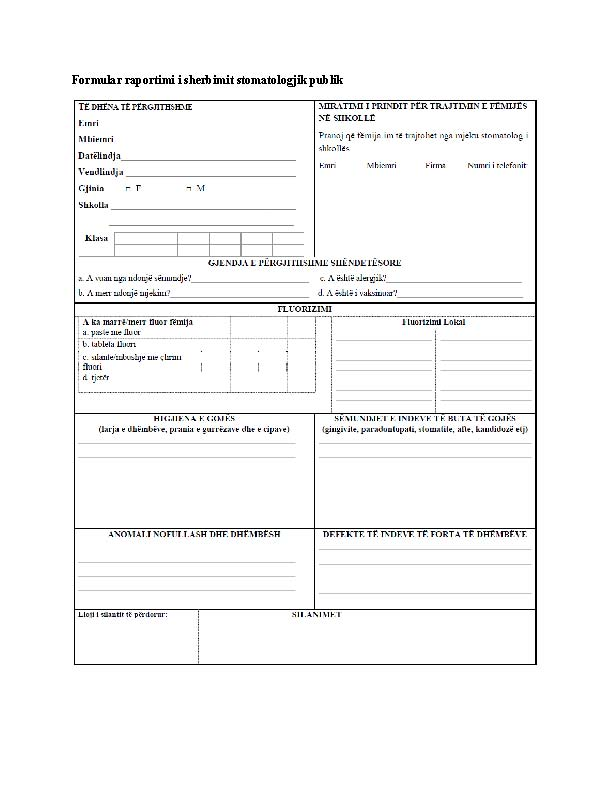 Formular raportimi i sherbimit stomatologjik publik
TË DHËNA TË PËRGJITHSHME
Emri
Mbiemri
Datëlindja
Vendlindja
Gjinia □ F □ M
Shkolla
Klasa
MIRATIMI I PRINDIT PËR TRAJTIMIN E FËMIJËS
NË SHKOLLË
Pranoj që fëmija im të trajtohet nga mjeku stomatolog i
shkollës
Emri Mbiemri Firma Numri i telefonit
GJENDJA E PËRGJITHSHME SHËNDETËSORE
a. A vuan nga ndonjë sëmundje? c. A është alergjik?
b. A merr ndonjë mjekim? d. A është i vaksinuar?
FLUORIZIMI
A ka marrë/merr fluor fëmija
a. pastë me fluor
b. tableta fluori
c. silantë/mbushje me çlirim
fluori
d. tjetër
Fluorizimi Lokal
HIGJIENA E GOJËS
(larja e dhëmbëve, prania e gurrëzave dhe e cipave)
SËMUNDJET E INDEVE TË BUTA TË GOJËS
(gingivite, paradontopati, stomatite, afte, kandidozë etj)
ANOMALI NOFULLASH DHE DHËMBËSH
DEFEKTE TË INDEVE TË FORTA TË DHËMBËVE
Lloji i silantit të përdorur:
SILANIMET